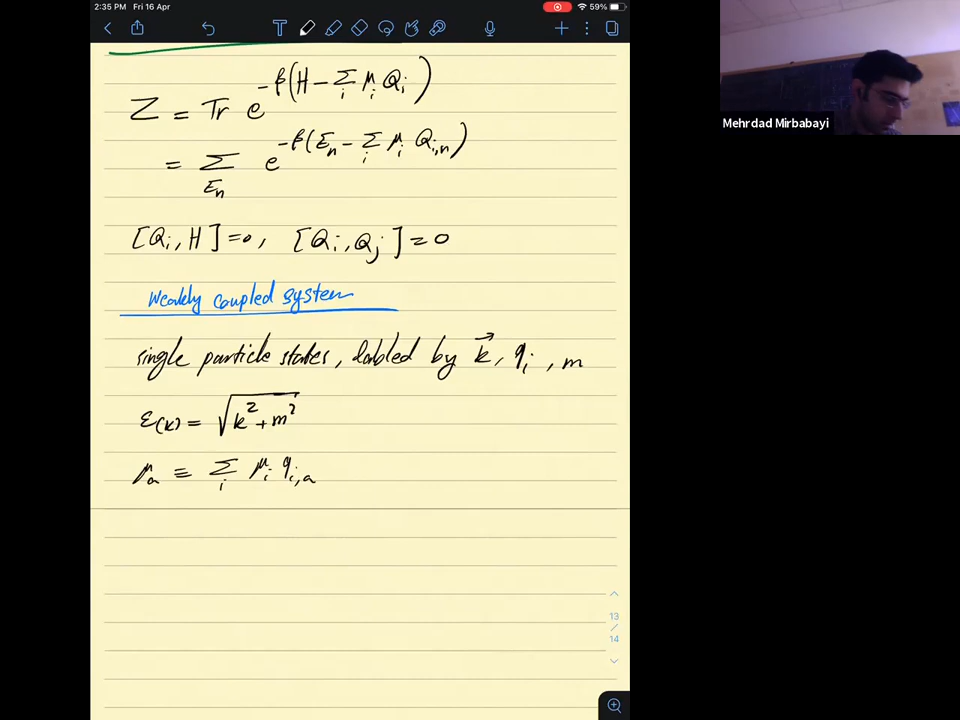 2:35 PM Fri 16 Apr
59%
Z = Tr e^{-β(H - Σ_i μ_i Q_i)}
= Σ_{E_n} e^{-β(E_n - Σ_i μ_i Q_{i,n})}
[Q_i, H] = 0, [Q_i, Q_j] = 0
Weakly coupled system
single particle states, labled by k⃗, q_i, m
ε(k) = √(k² + m²)
μ_a ≡ Σ_i μ_i q_{i,a}
13
/
14
Mehrdad Mirbabayi